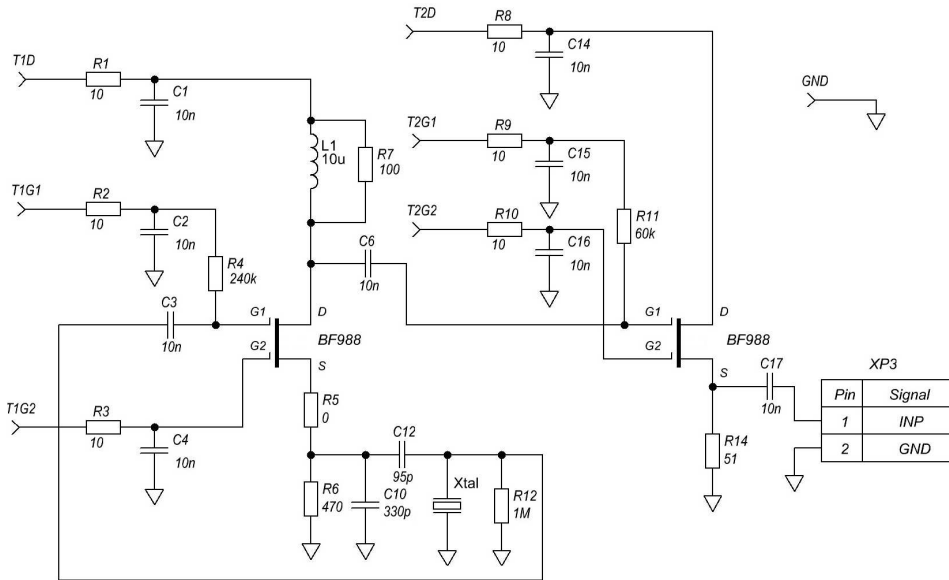 T2D
R8
10
C14
10n
T1D
R1
10
C1
10n
GND
T2G1
R9
10
C15
10n
L1
10u
R7
100
T1G1
R2
10
C2
10n
T2G2
R10
10
C16
10n
R11
60k
R4
240k
C6
10n
C3
10n
G1
D
G2
BF988
S
G1
D
G2
BF988
S
C17
10n
XP3
Pin Signal
1 INP
2 GND
T1G2
R3
10
C4
10n
R5
0
C12
95p
R14
51
R6
470
C10
330p
Xtal
R12
1M